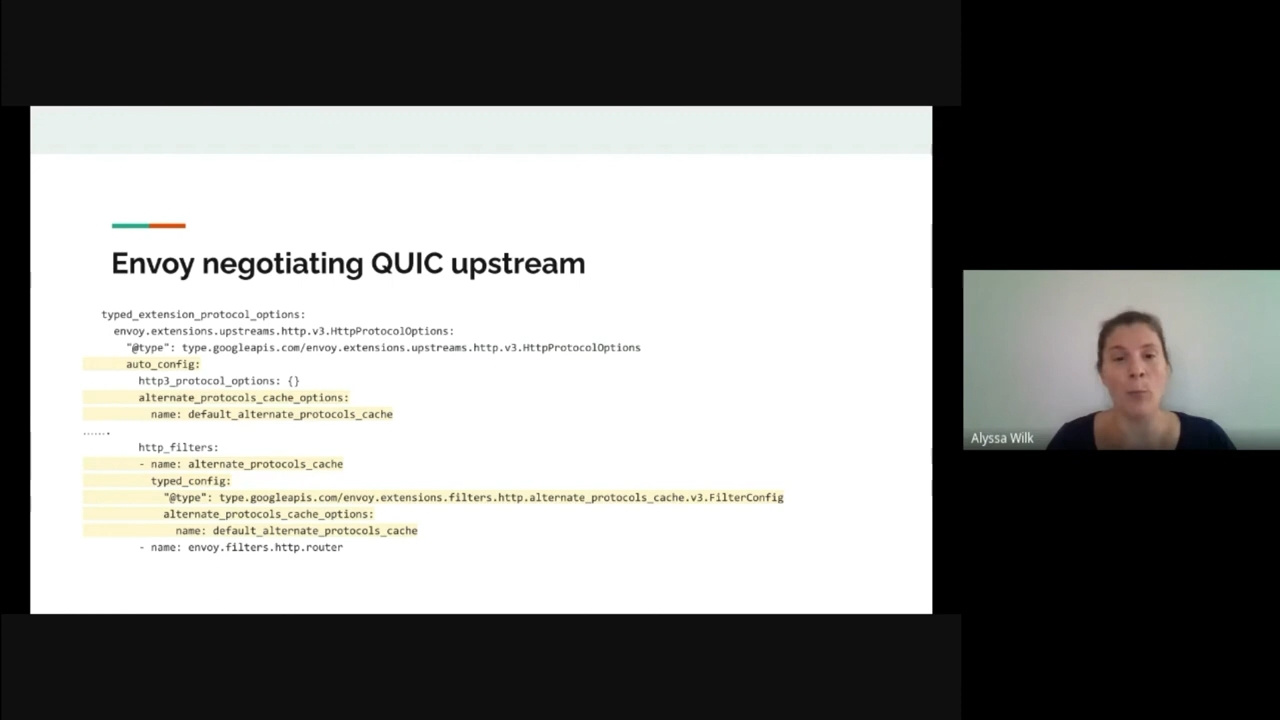 Envoy negotiating QUIC upstream
typed_extension_protocol_options:
envoy.extensions.upstreams.http.v3.HttpProtocolOptions:
"@type": type.googleapis.com/envoy.extensions.upstreams.http.v3.HttpProtocolOptions
auto_config:
http3_protocol_options: {}
alternate_protocols_cache_options:
name: default_alternate_protocols_cache
......
http_filters:
- name: alternate_protocols_cache
typed_config:
"@type": type.googleapis.com/envoy.extensions.filters.http.alternate_protocols_cache.v3.FilterConfig
alternate_protocols_cache_options:
name: default_alternate_protocols_cache
- name: envoy.filters.http.router
Alyssa Wilk